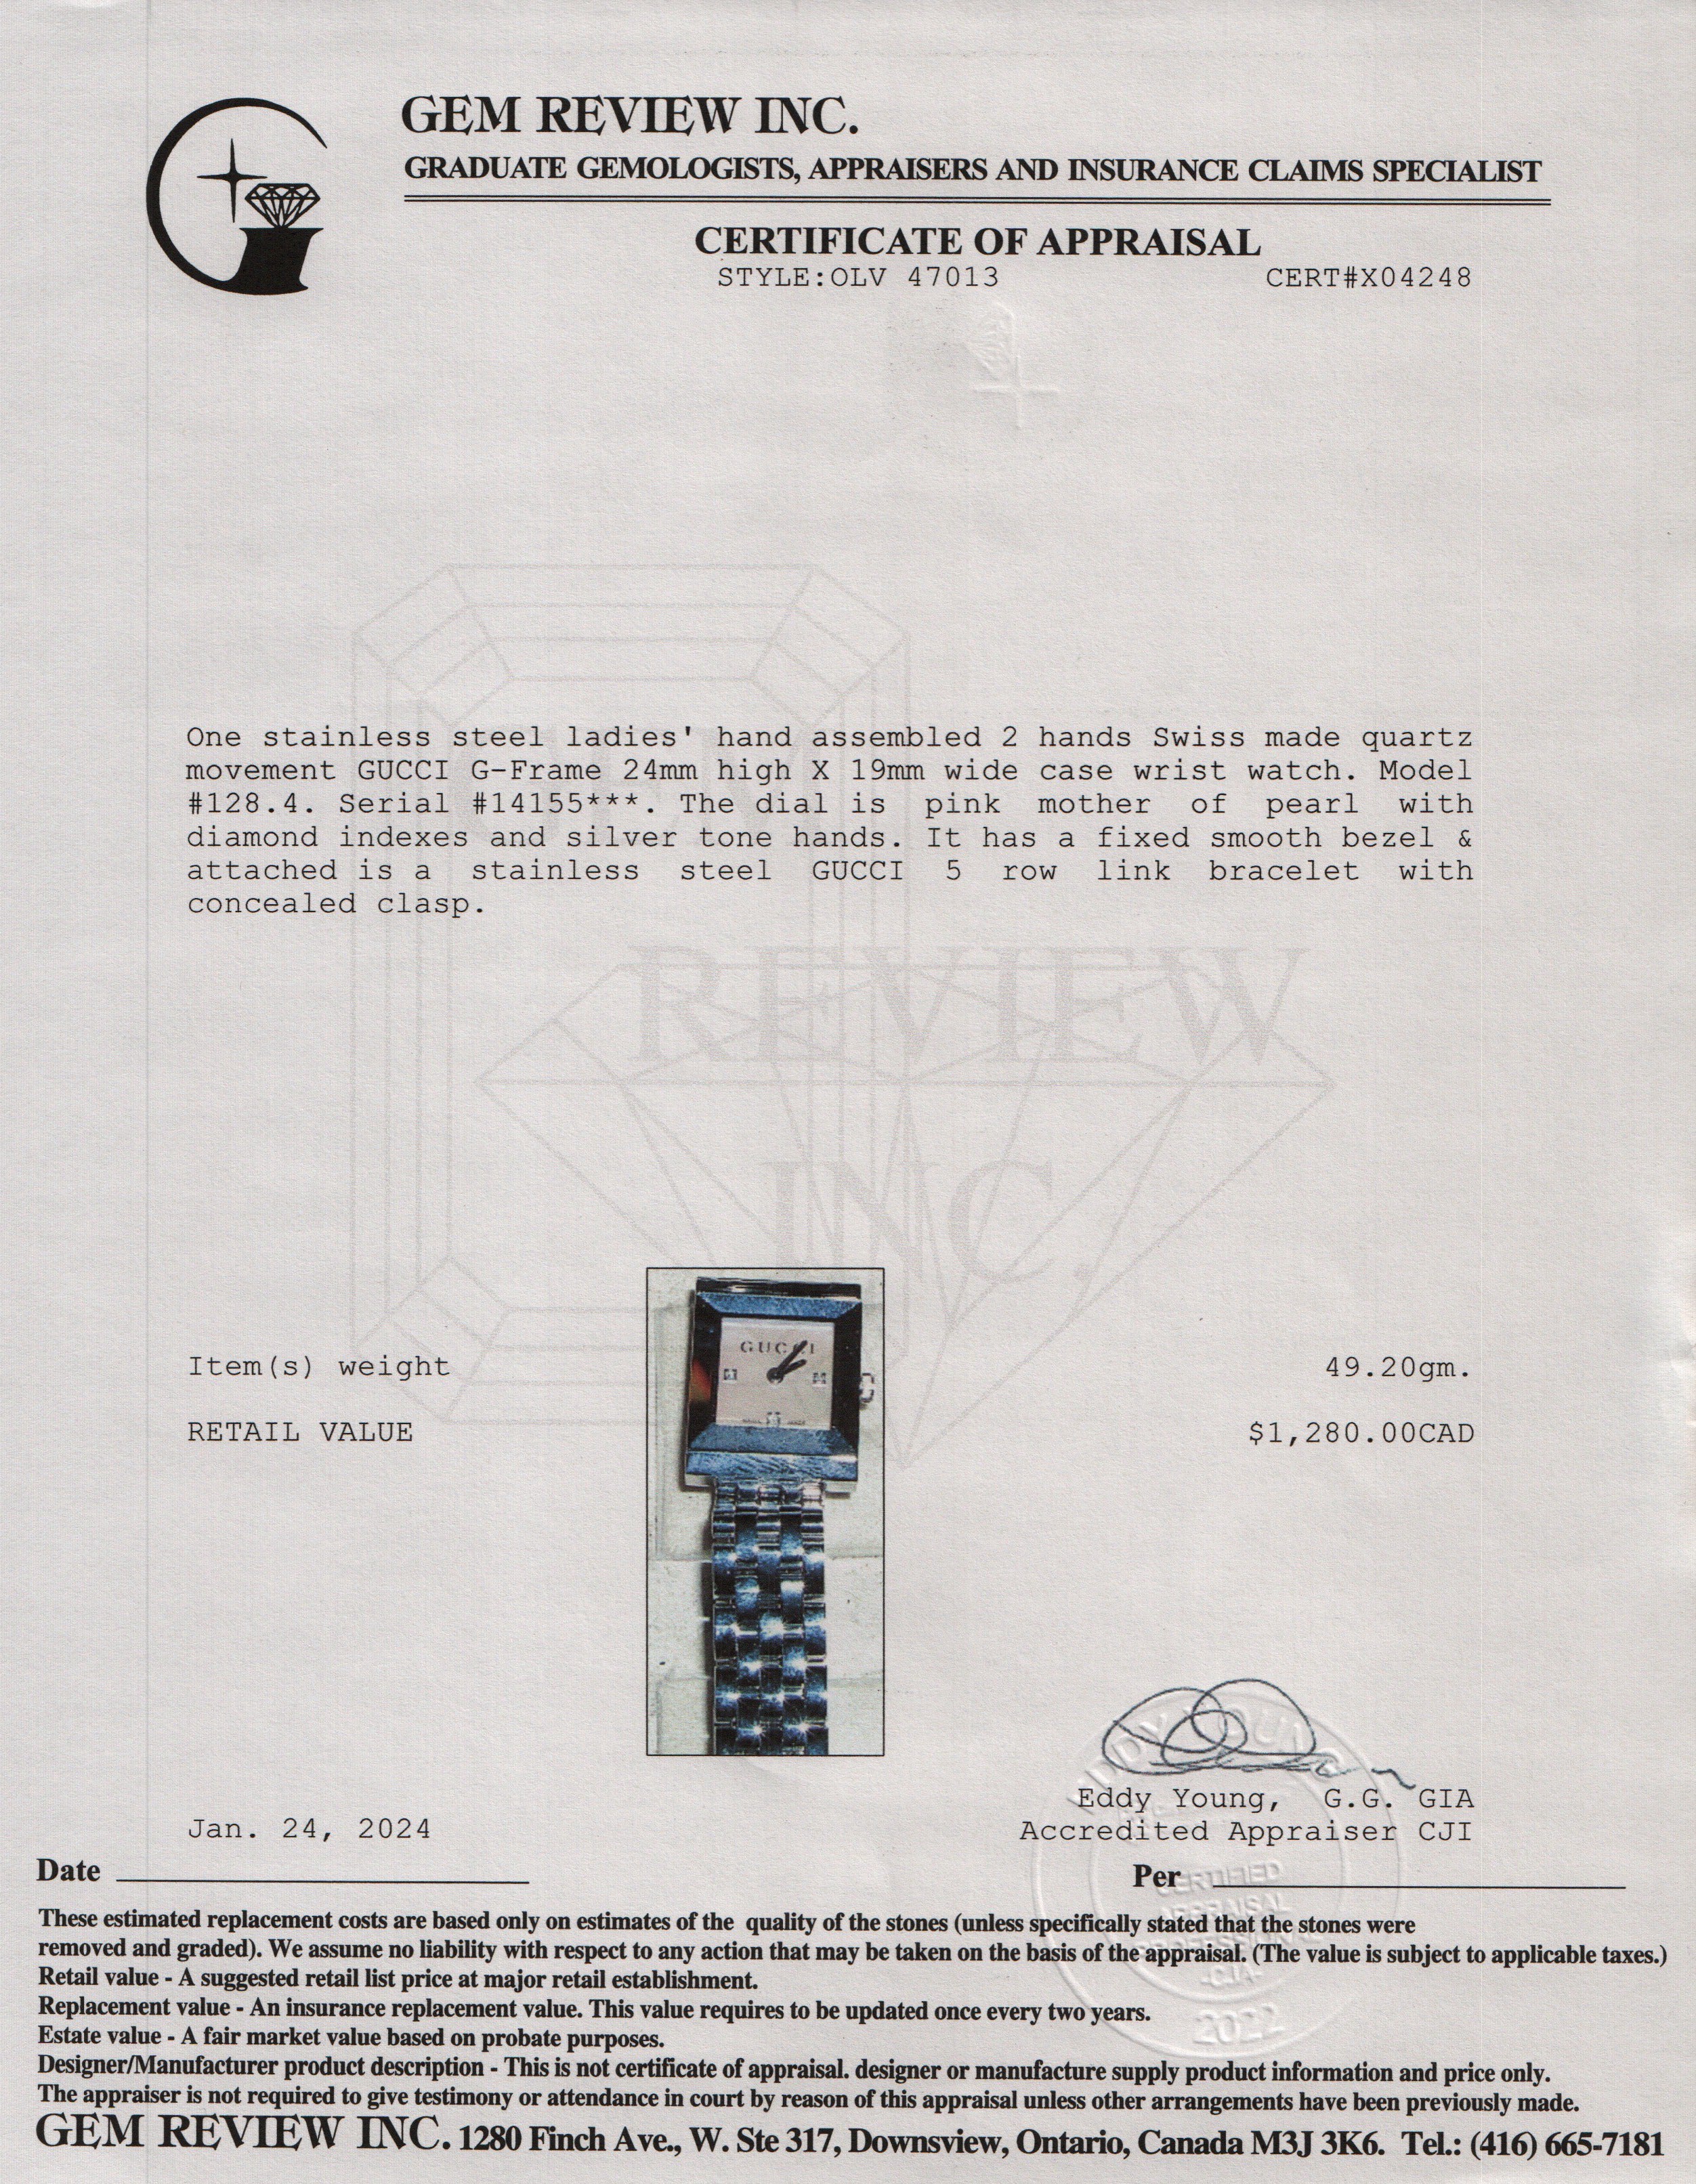 GEM REVIEW INC.
GRADUATE GEMOLOGISTS, APPRAISERS AND INSURANCE CLAIMS SPECIALIST
CERTIFICATE OF APPRAISAL
STYLE:OLV 47013 CERT#X04248
One stainless steel ladies' hand assembled 2 hands Swiss made quartz
movement GUCCI G-Frame 24mm high X 19mm wide case wrist watch. Model
#128.4. Serial #14155***. The dial is pink mother of pearl with
diamond indexes and silver tone hands. It has a fixed smooth bezel &
attached is a stainless steel GUCCI 5 row link bracelet with
concealed clasp.
REVIEW
INC.
GUCCI
Item(s) weight 49.20gm.
RETAIL VALUE $1,280.00CAD
EDDY YOUNG
Eddy Young, G.G. GIA
Jan. 24, 2024 Accredited Appraiser CJI
Date Per
CERTIFIED
APPRAISAL
PROFESSIONAL
-CJA-
2022
These estimated replacement costs are based only on estimates of the quality of the stones (unless specifically stated that the stones were
removed and graded). We assume no liability with respect to any action that may be taken on the basis of the appraisal. (The value is subject to applicable taxes.)
Retail value - A suggested retail list price at major retail establishment.
Replacement value - An insurance replacement value. This value requires to be updated once every two years.
Estate value - A fair market value based on probate purposes.
Designer/Manufacturer product description - This is not certificate of appraisal. designer or manufacture supply product information and price only.
The appraiser is not required to give testimony or attendance in court by reason of this appraisal unless other arrangements have been previously made.
GEM REVIEW INC. 1280 Finch Ave., W. Ste 317, Downsview, Ontario, Canada M3J 3K6. Tel.: (416) 665-7181